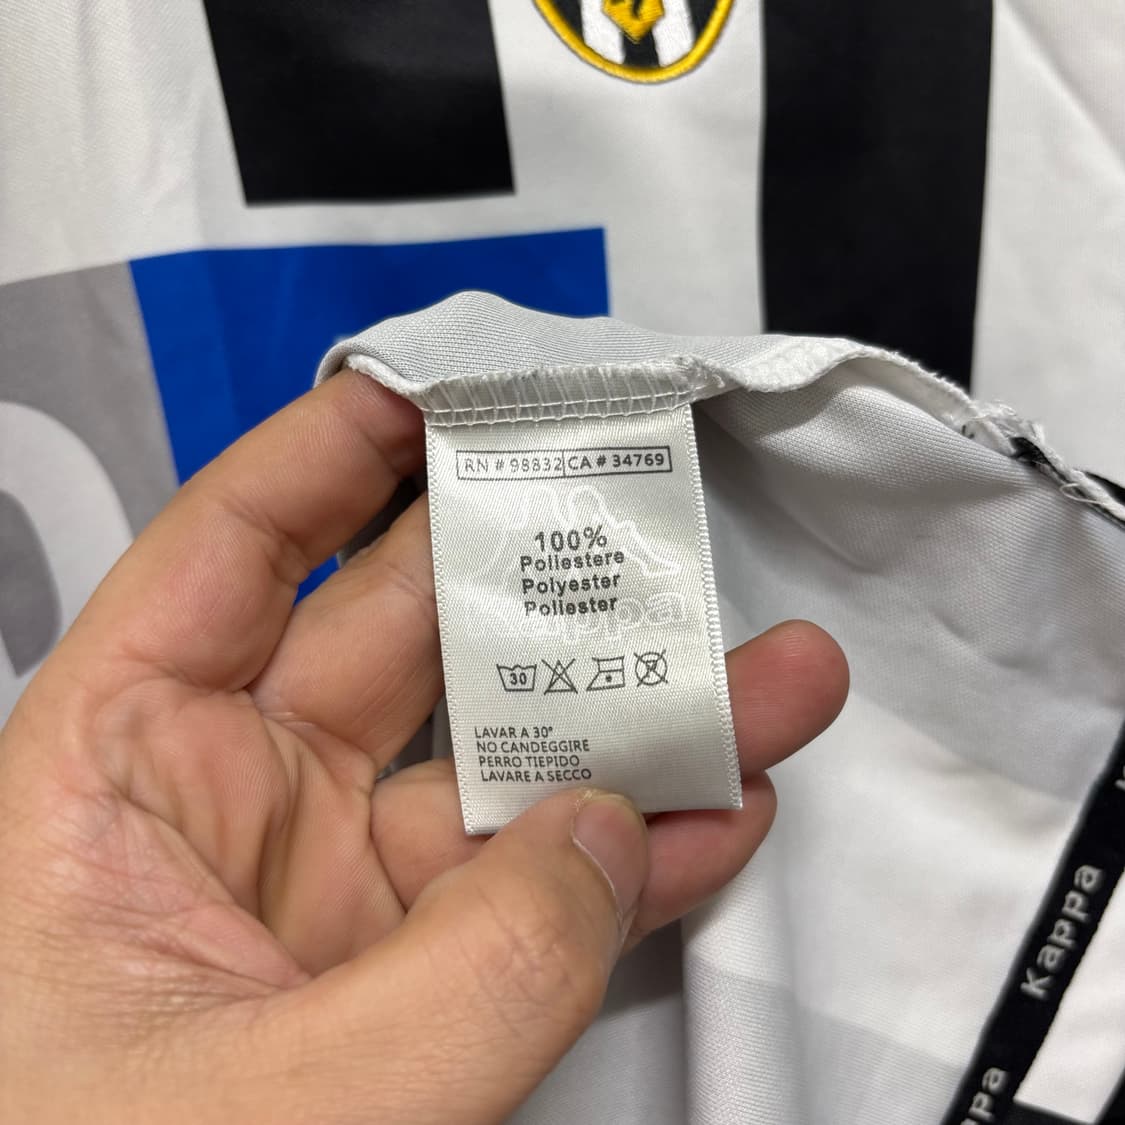 RN # 98832 CA # 34769
100%
Poliestere
Polyester
Poliester
kappa
30
LAVAR A 30°
NO CANDEGGIRE
PERRO TIEPIDO
LAVARE A SECCO
Kappa
ppa